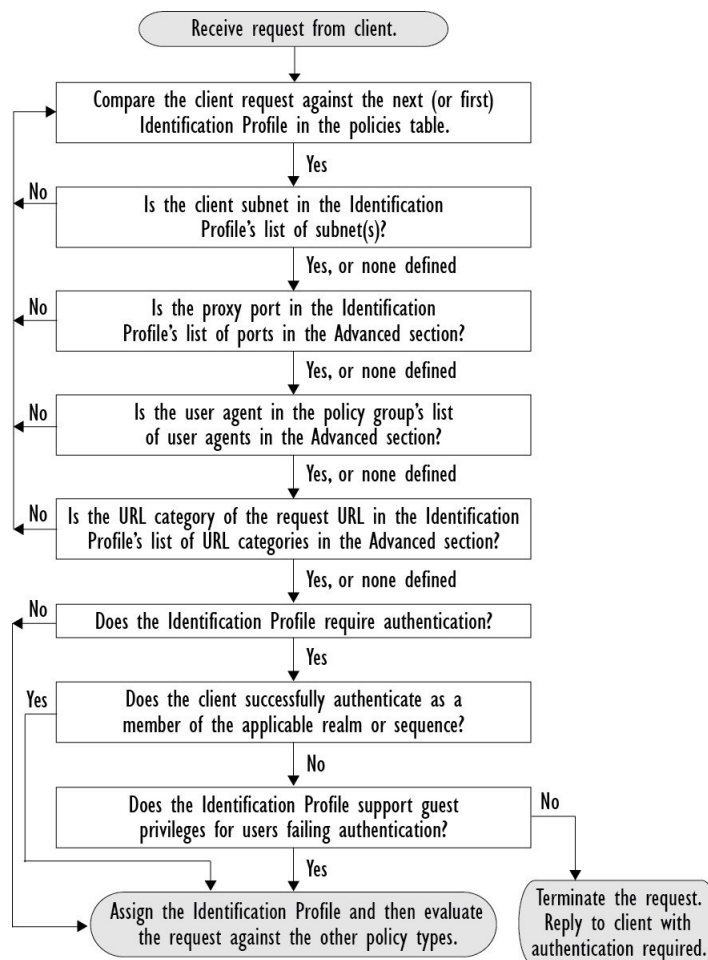 Receive request from client.
Compare the client request against the next (or first)
Identification Profile in the policies table.
Yes
No
Is the client subnet in the Identification
Profile's list of subnet(s)?
Yes, or none defined
No
Is the proxy port in the Identification
Profile's list of ports in the Advanced section?
Yes, or none defined
No
Is the user agent in the policy group's list
of user agents in the Advanced section?
Yes, or none defined
No
Is the URL category of the request URL in the Identification
Profile's list of URL categories in the Advanced section?
Yes, or none defined
No
Does the Identification Profile require authentication?
Yes
Yes
Does the client successfully authenticate as a
member of the applicable realm or sequence?
No
Does the Identification Profile support guest
privileges for users failing authentication?
No
Yes
Assign the Identification Profile and then evaluate
the request against the other policy types.
Terminate the request.
Reply to client with
authentication required.